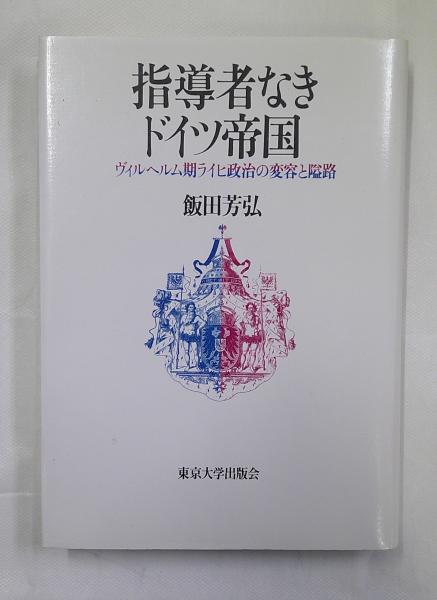 指導者なき
ドイツ帝国
ヴィルヘルム期ライヒ政治の変容と隘路
飯田芳弘
東京大学出版会